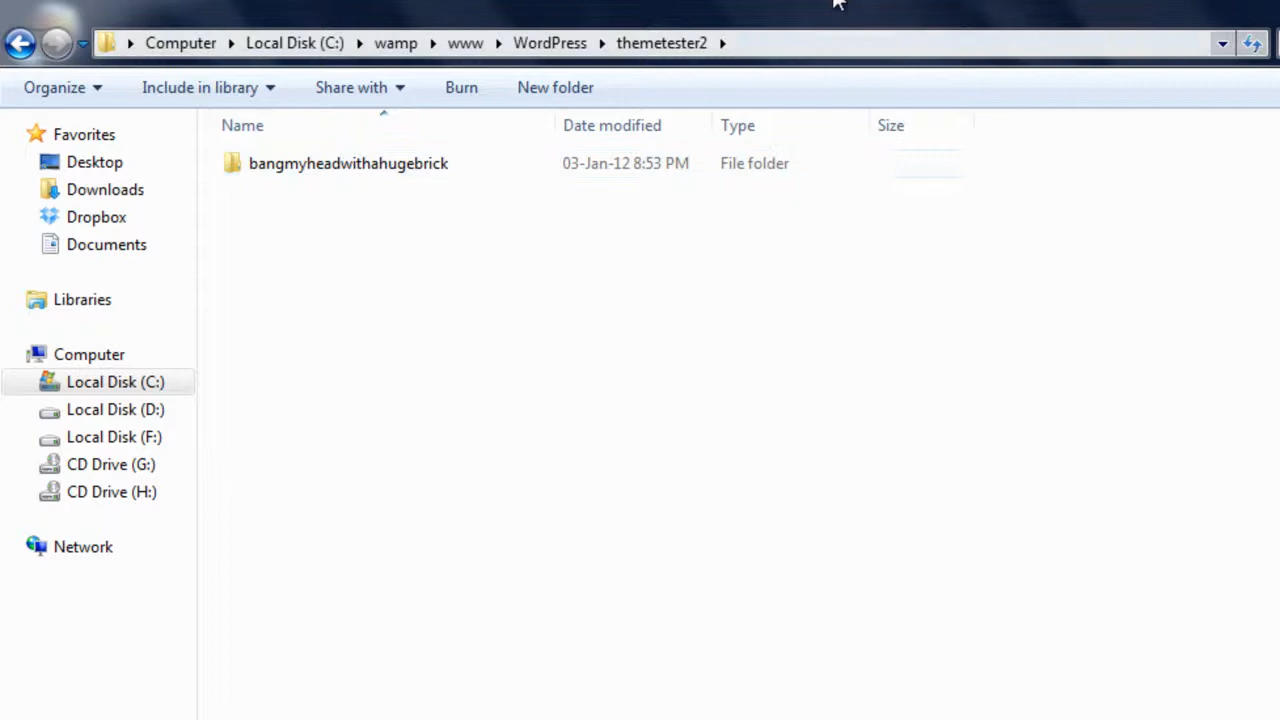 Computer Local Disk (C:) wamp www WordPress themetester2
Organize Include in library Share with Burn New folder
Name Date modified Type Size
bangmyheadwithahugebrick 03-Jan-12 8:53 PM File folder
Favorites
Desktop
Downloads
Dropbox
Documents
Libraries
Computer
Local Disk (C:)
Local Disk (D:)
Local Disk (F:)
CD Drive (G:)
CD Drive (H:)
Network